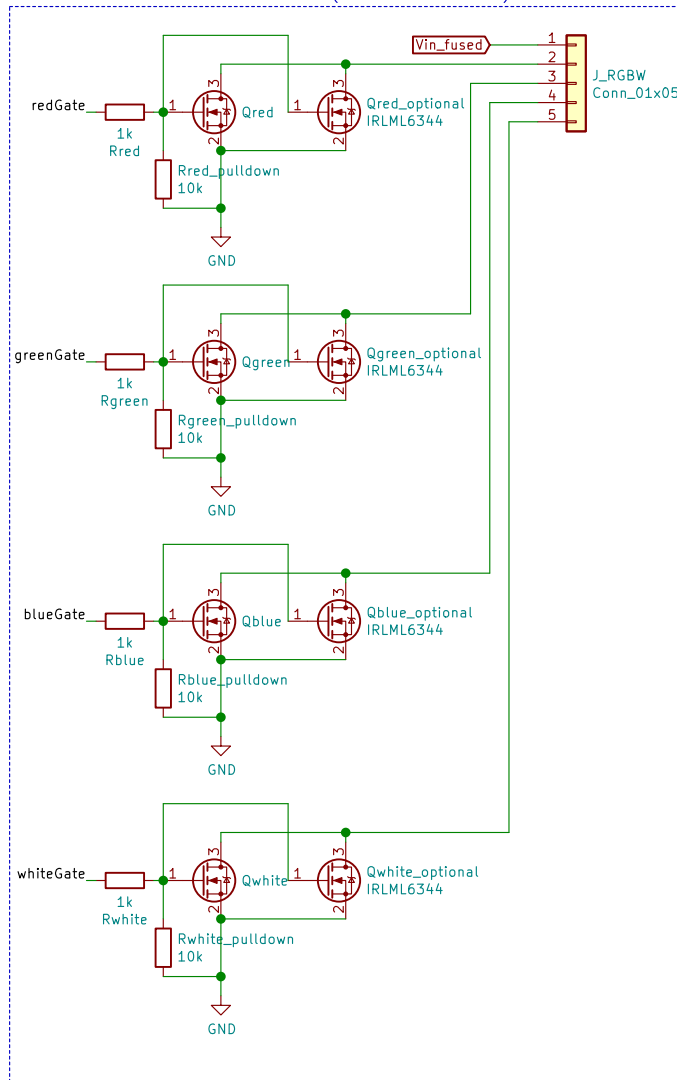 Vin_fused
1
2
3
4
5
J_RGBW
Conn_01x05
redGate
1k
Rred
1
3
2
Qred
1
3
2
Qred_optional
IRLML6344
Rred_pulldown
10k
GND
greenGate
1k
Rgreen
1
3
2
Qgreen
1
3
2
Qgreen_optional
IRLML6344
Rgreen_pulldown
10k
GND
blueGate
1k
Rblue
1
3
2
Qblue
1
3
2
Qblue_optional
IRLML6344
Rblue_pulldown
10k
GND
whiteGate
1k
Rwhite
1
3
2
Qwhite
1
3
2
Qwhite_optional
IRLML6344
Rwhite_pulldown
10k
GND